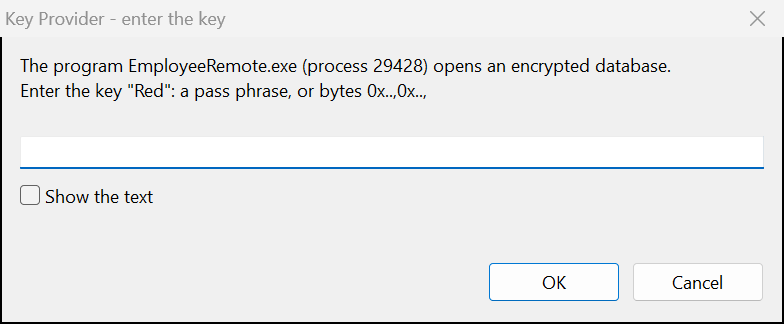 Key Provider - enter the key
The program EmployeeRemote.exe (process 29428) opens an encrypted database.
Enter the key "Red": a pass phrase, or bytes 0x..,0x..,
Show the text
OK
Cancel